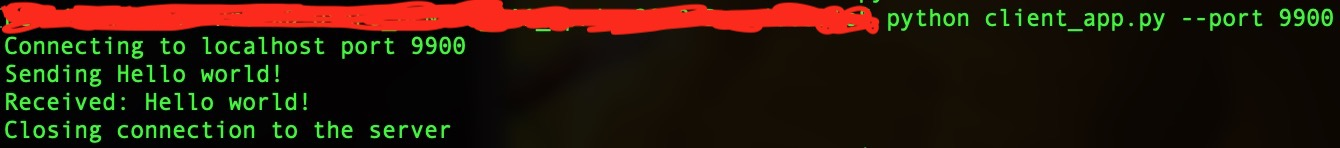 python client_app.py --port 9900
Connecting to localhost port 9900
Sending Hello world!
Received: Hello world!
Closing connection to the server